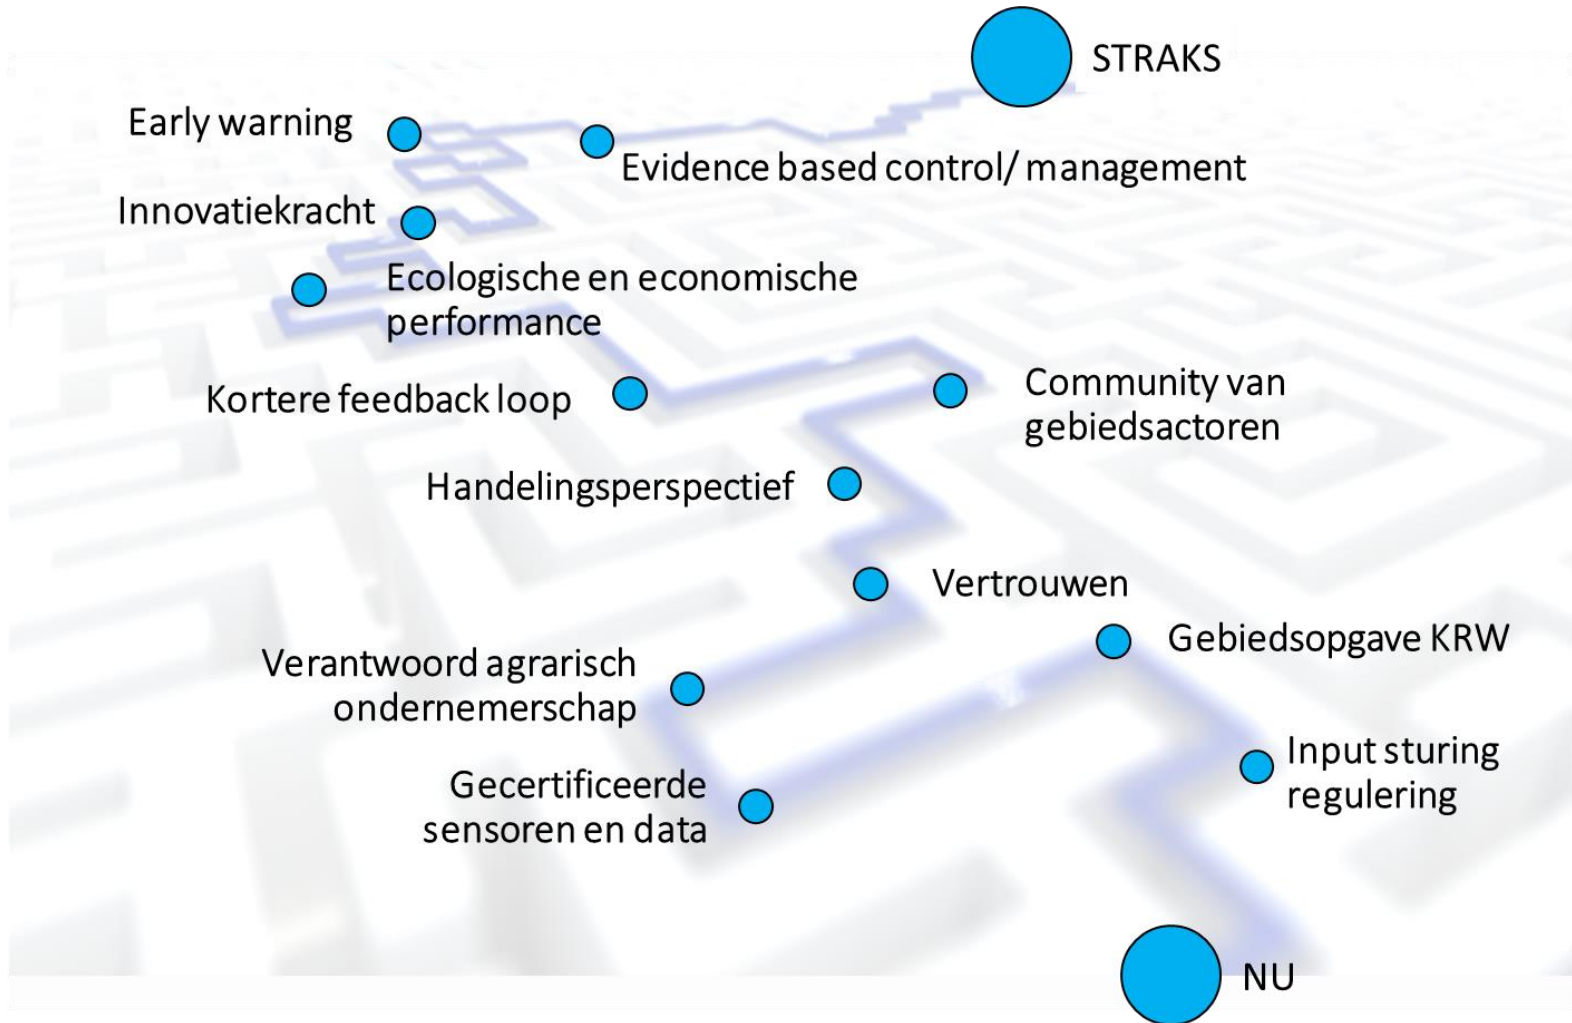 STRAKS
Early warning
Evidence based control/ management
Innovatiekracht
Ecologische en economische
performance
Kortere feedback loop
Community van
gebiedsactoren
Handelingsperspectief
Vertrouwen
Gebiedsopgave KRW
Verantwoord agrarisch
ondernemerschap
Input sturing
regulering
Gecertificeerde
sensoren en data
NU